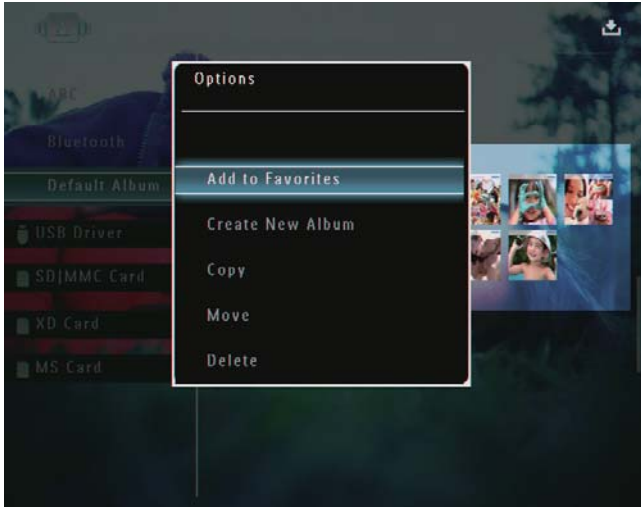 Options
ABC
Bluetooth
Default Album
USB Driver
SD|MMC Card
XD Card
MS Card
Add to Favorites
Create New Album
Copy
Move
Delete